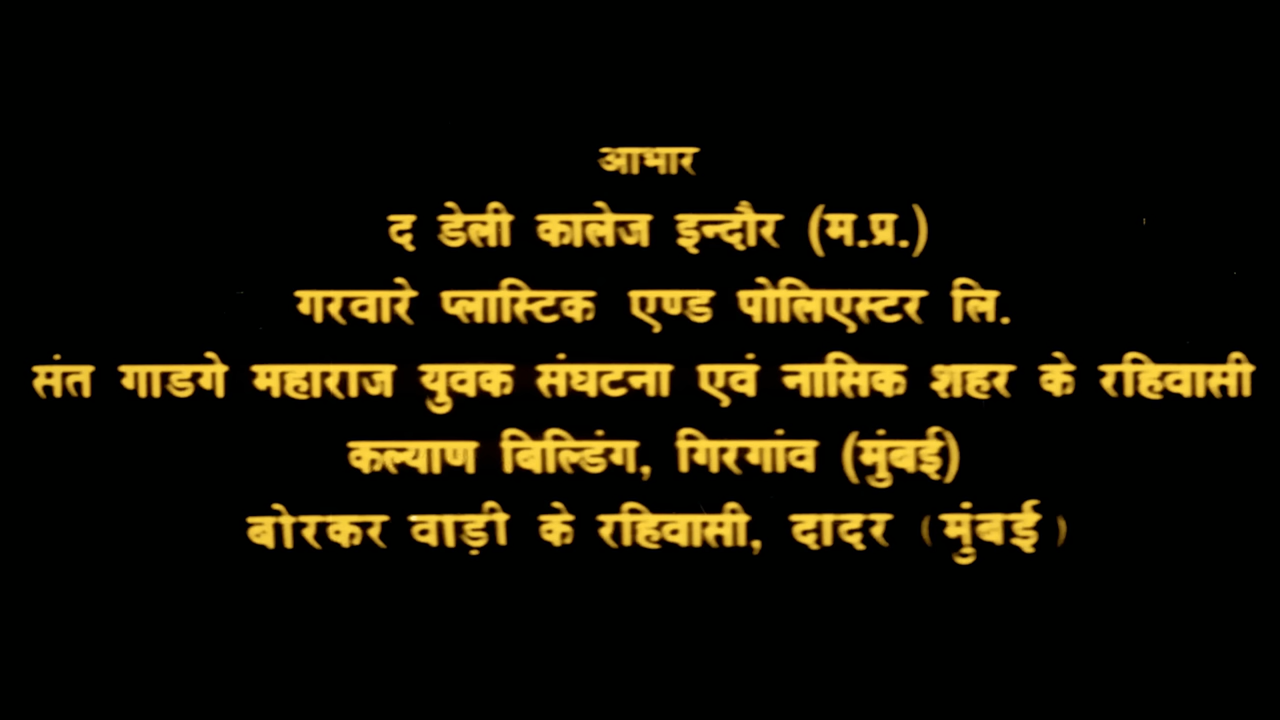 आभार
द डेली कालेज इन्दौर (म.प्र.)
गरवारे प्लास्टिक एण्ड पोलिएस्टर लि.
संत गाडगे महाराज युवक संघटना एवं नासिक शहर के रहिवासी
कल्याण बिल्डिंग, गिरगांव (मुंबई)
बोरकर वाड़ी के रहिवासी, दादर (मुंबई)